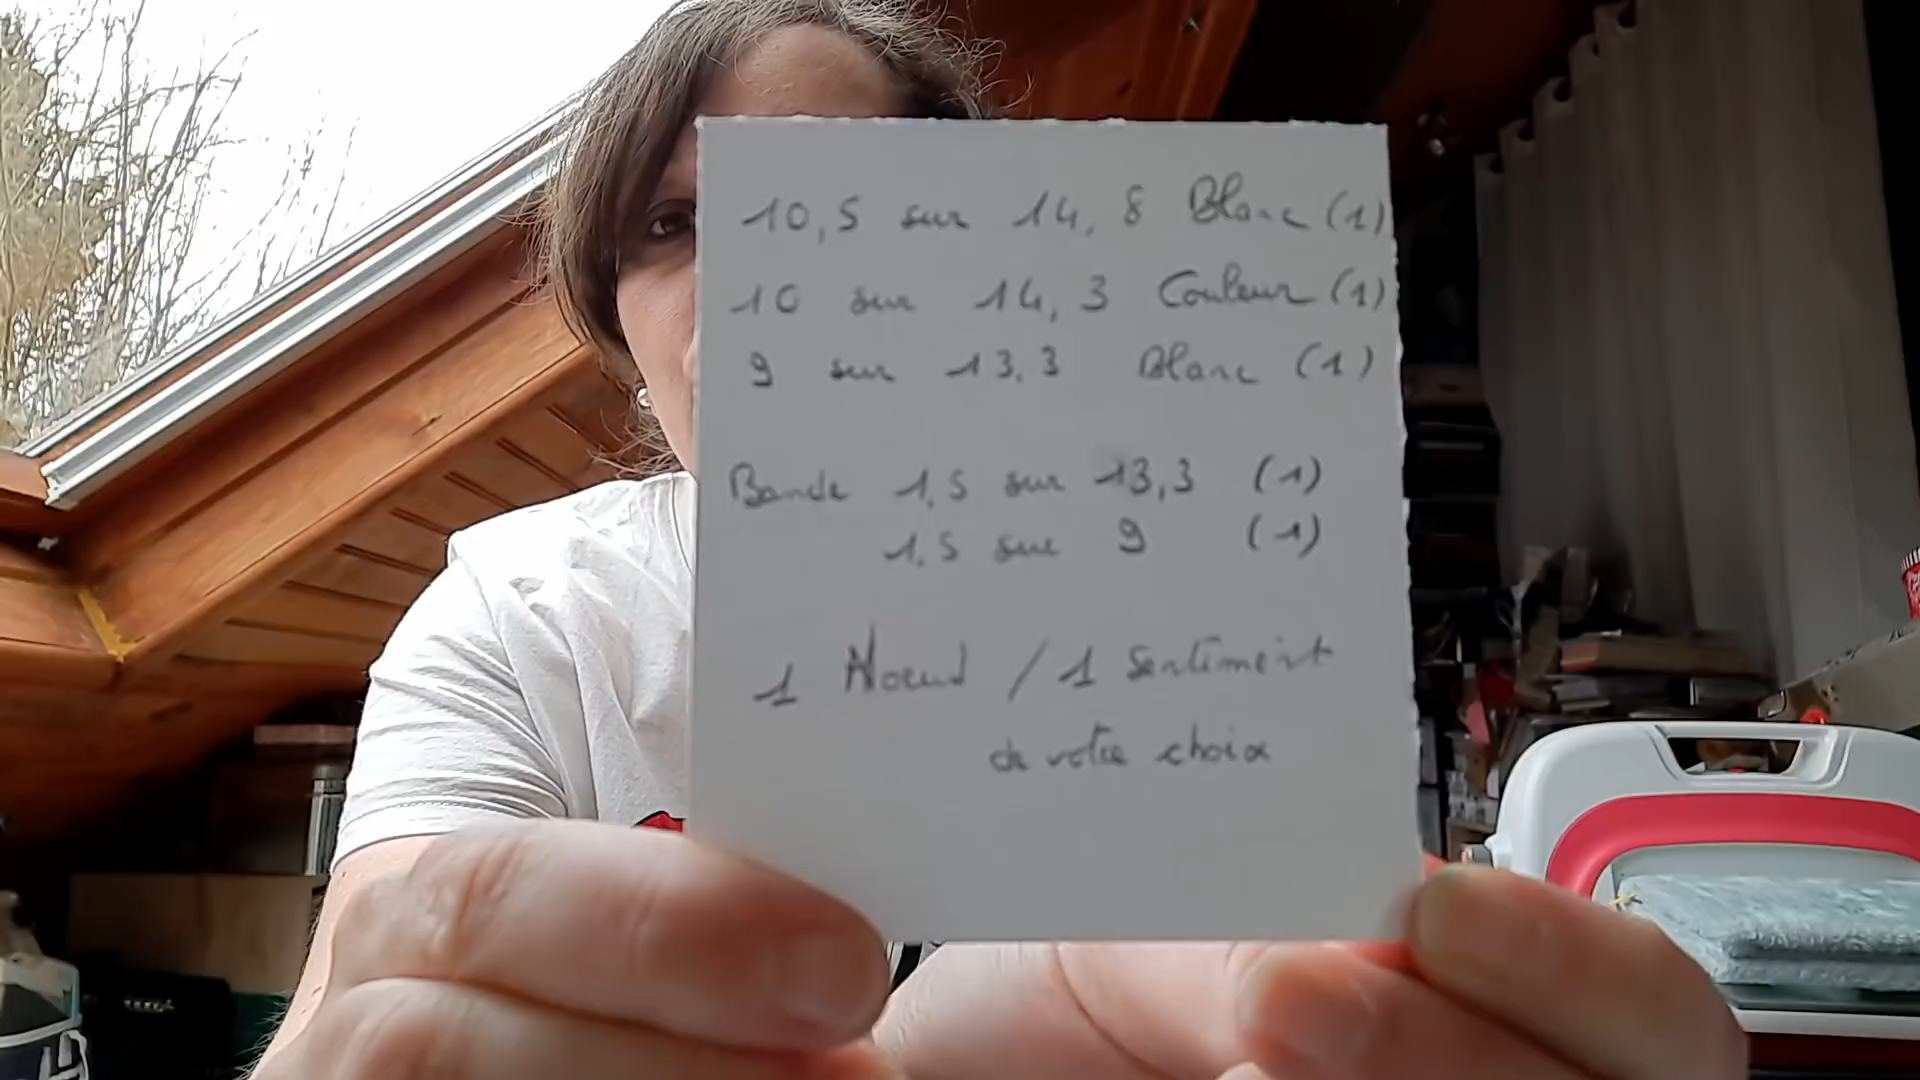 10,5 sur 14,8 Blanc (1)
10 sur 14,3 Couleur (1)
9 sur 13,3 Blanc (1)
Bande 1,5 sur 13,3 (1)
1,5 sur 9 (1)
1 Noeud / 1 Sentiment
de votre choix